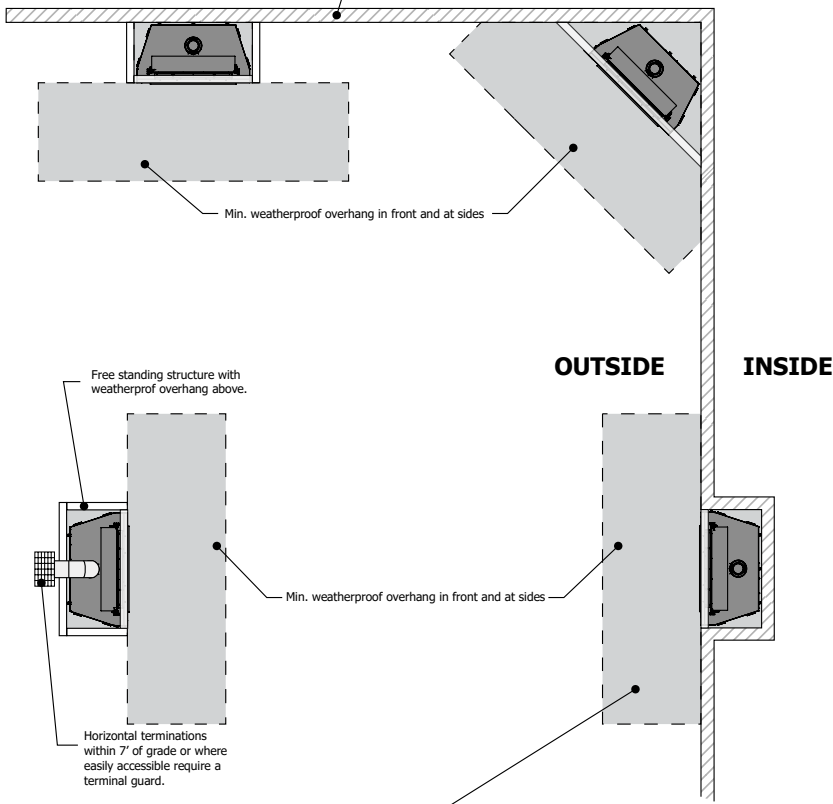 Min. weatherproof overhang in front and at sides
OUTSIDE
INSIDE
Free standing structure with
weatherprof overhang above.
Min. weatherproof overhang in front and at sides
Horizontal terminations
within 7' of grade or where
easily accessible require a
terminal guard.